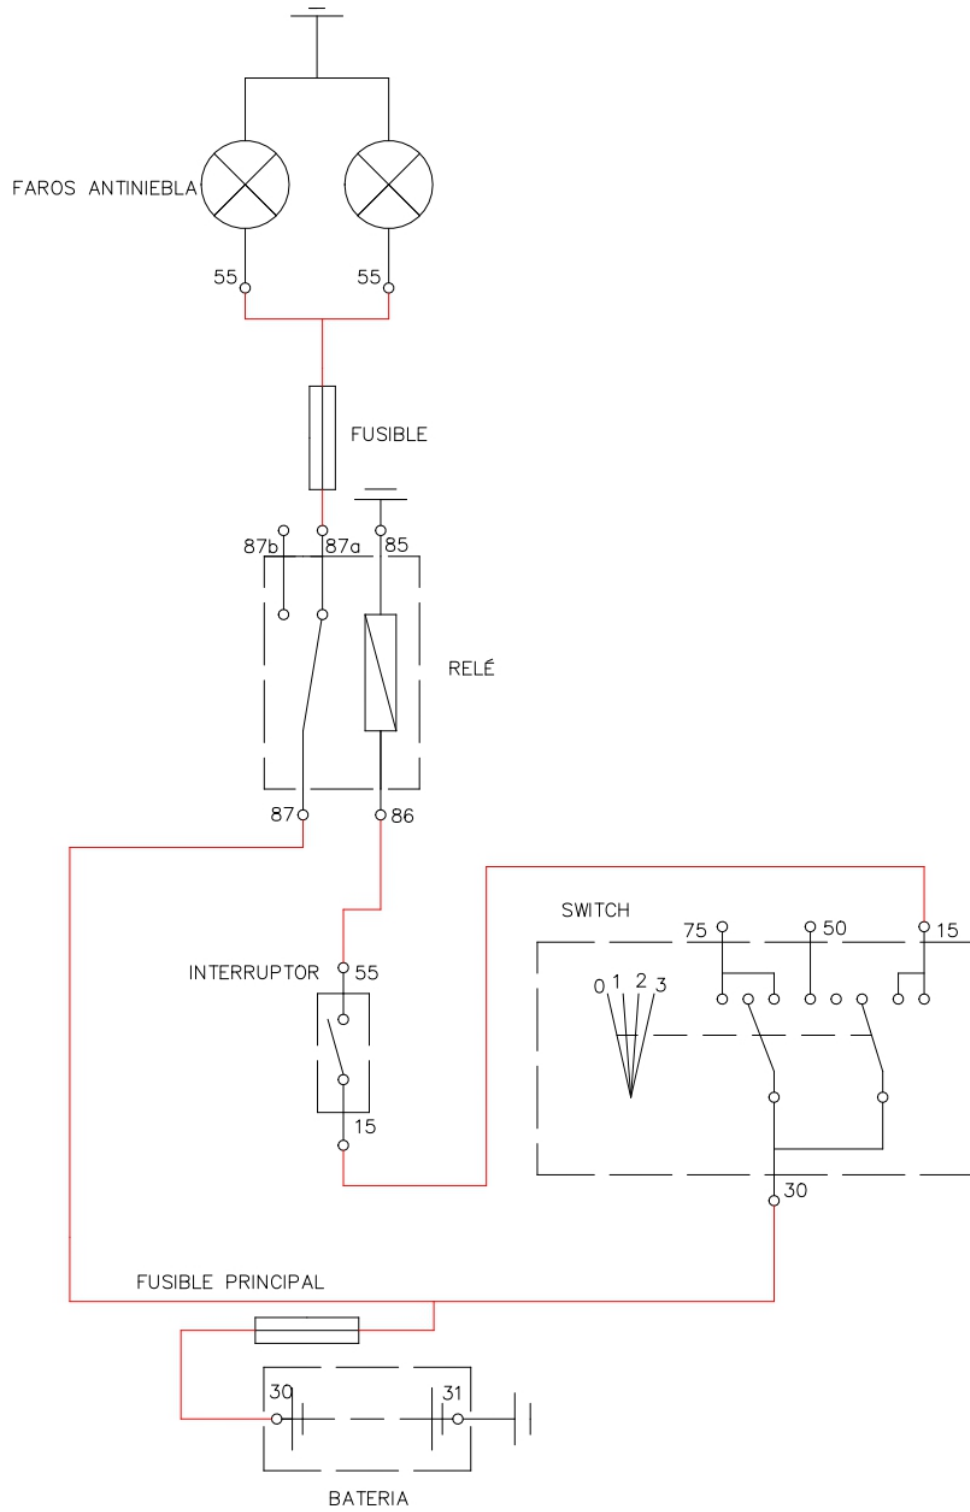 FAROS ANTINIEBLA
55
55
FUSIBLE
87b
87a
85
RELÉ
87
86
SWITCH
75
50
15
INTERRUPTOR
55
0
1
2
3
15
30
FUSIBLE PRINCIPAL
30
31
BATERIA